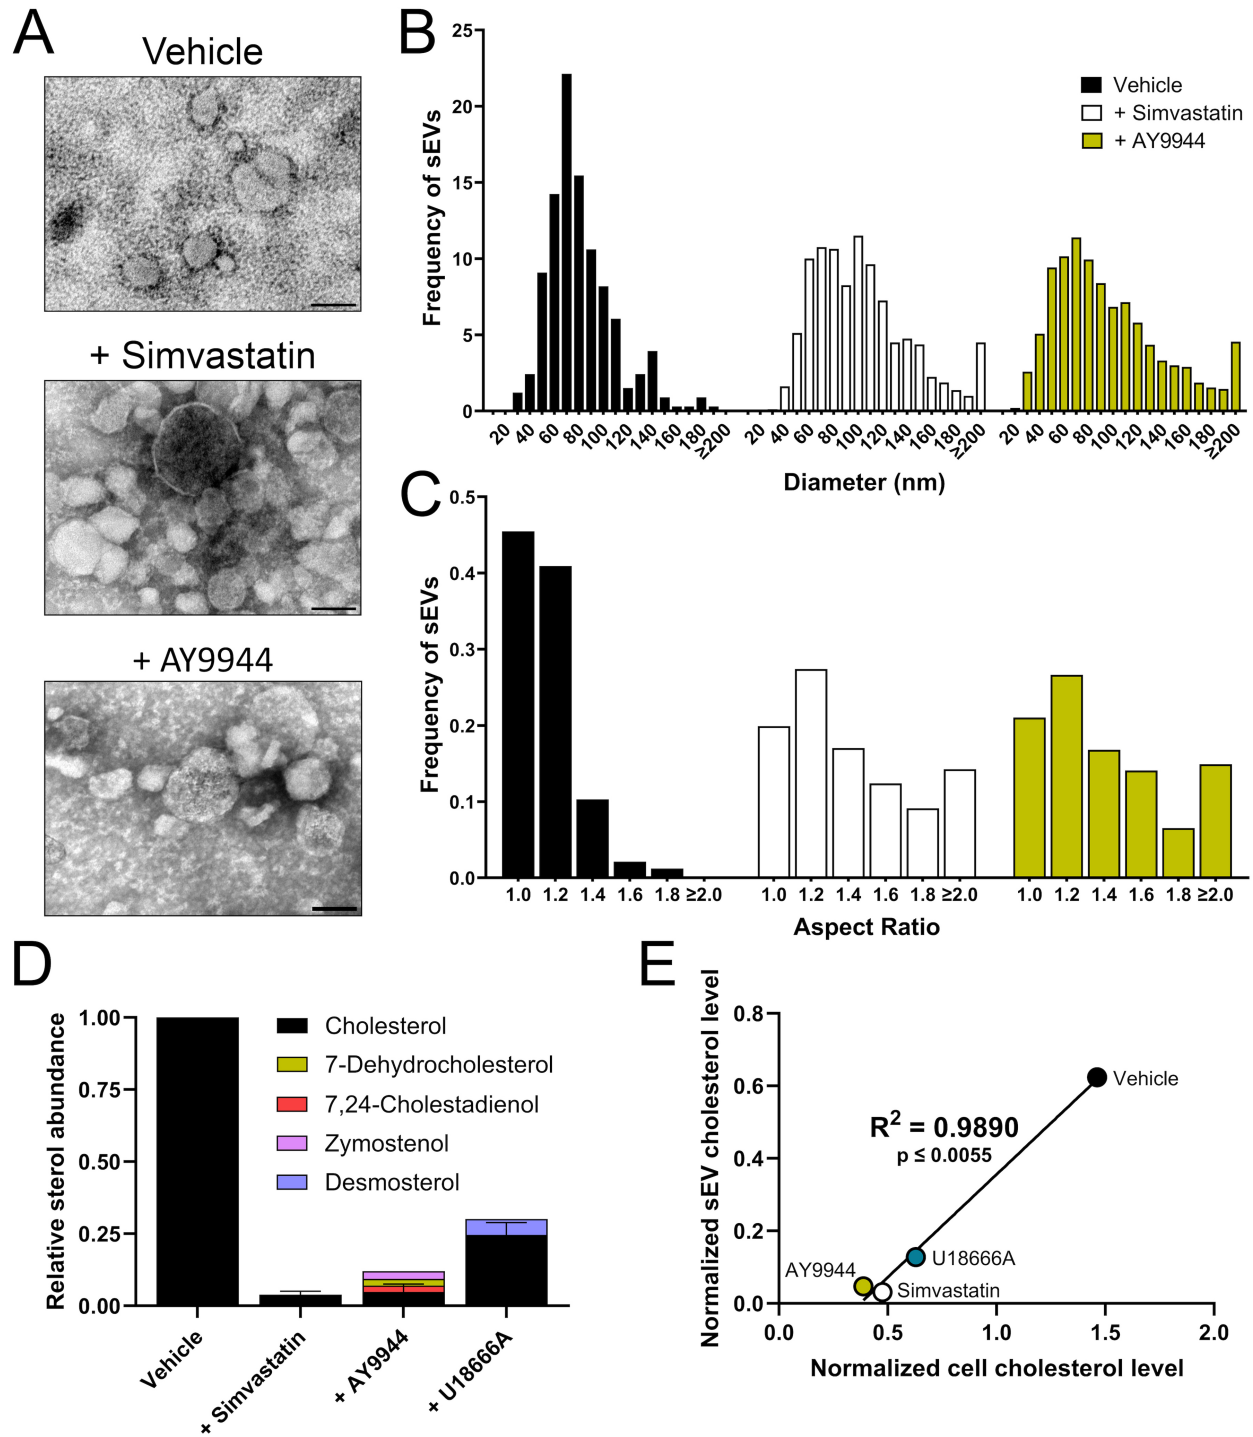 A
Vehicle
+ Simvastatin
+ AY9944
B
25
20
15
10
5
0
Frequency of sEVs
Vehicle
+ Simvastatin
+ AY9944
20 40 60 80 100 120 140 160 180 ≥200 20 40 60 80 100 120 140 160 180 ≥200 20 40 60 80 100 120 140 160 180 ≥200
Diameter (nm)
C
0.5
0.4
0.3
0.2
0.1
0.0
Frequency of sEVs
1.0 1.2 1.4 1.6 1.8 ≥2.0 1.0 1.2 1.4 1.6 1.8 ≥2.0 1.0 1.2 1.4 1.6 1.8 ≥2.0
Aspect Ratio
D
1.00
0.75
0.50
0.25
0.00
Relative sterol abundance
Cholesterol
7-Dehydrocholesterol
7,24-Cholestadienol
Zymostenol
Desmosterol
Vehicle
+ Simvastatin
+ AY9944
+ U18666A
E
0.8
0.6
0.4
0.2
0.0
Normalized sEV cholesterol level
Vehicle
R² = 0.9890
p ≤ 0.0055
U18666A
AY9944
Simvastatin
0.0 0.5 1.0 1.5 2.0
Normalized cell cholesterol level